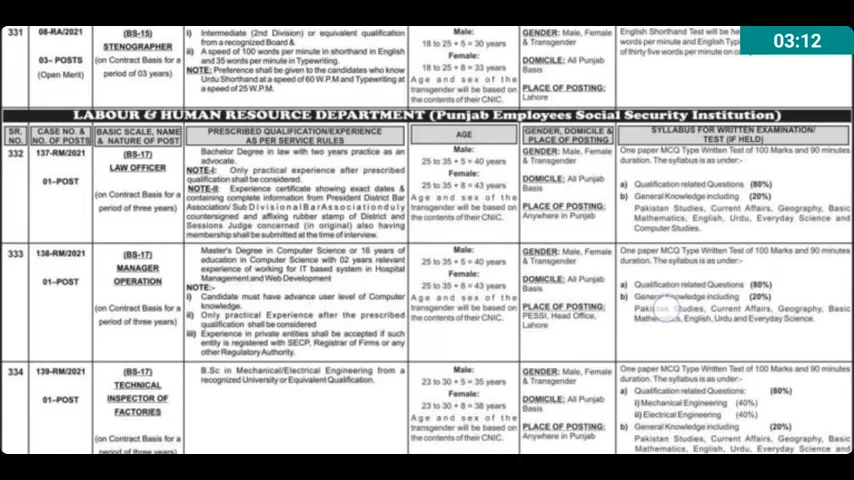 331
08-RA/2021
03– POSTS
(Open Merit)
(BS-15)
STENOGRAPHER
(on Contract Basis for a
period of 03 years)
i) Intermediate (2nd Division) or equivalent qualification
from a recognized Board &
ii) A speed of 100 words per minute in shorthand in English
and 35 words per minute in Typewriting.
NOTE: Preference shall be given to the candidates who know
Urdu Shorthand at a speed of 60 W.P.M and Typewriting at
a speed of 25 W.P.M.
Male:
18 to 25 + 5 = 30 years
Female:
18 to 25 + 8 = 33 years
Age and sex of the
transgender will be based on
the contents of their CNIC.
GENDER: Male, Female
& Transgender
DOMICILE: All Punjab
Basis
PLACE OF POSTING:
Lahore
English Shorthand Test will be he
words per minute and English Typ
of thirty five words per minute on co
03:12
LABOUR & HUMAN RESOURCE DEPARTMENT (Punjab Employees Social Security Institution)
SR. NO.
CASE NO. & NO. OF POSTS
BASIC SCALE, NAME & NATURE OF POST
PRESCRIBED QUALIFICATION/EXPERIENCE AS PER SERVICE RULES
AGE
GENDER, DOMICILE & PLACE OF POSTING
SYLLABUS FOR WRITTEN EXAMINATION/ TEST (IF HELD)
332
137-RM/2021
01–POST
(BS-17)
LAW OFFICER
(on Contract Basis for a
period of three years)
Bachelor Degree in law with two years practice as an
advocate.
NOTE-I: Only practical experience after prescribed
qualification shall be considered.
NOTE-II: Experience certificate showing exact dates &
containing complete information from President District Bar
Association/ Sub Divisional Bar Association duly
countersigned and affixing rubber stamp of District and
Sessions Judge concerned (in original) also having
membership shall be submitted at the time of interview.
Male:
25 to 35 + 5 = 40 years
Female:
25 to 35 + 8 = 43 years
Age and sex of the
transgender will be based on
the contents of their CNIC.
GENDER: Male, Female
& Transgender
DOMICILE: All Punjab
Basis
PLACE OF POSTING:
Anywhere in Punjab
One paper MCQ Type Written Test of 100 Marks and 90 minutes
duration. The syllabus is as under:-
a) Qualification related Questions (80%)
b) General Knowledge including (20%)
Pakistan Studies, Current Affairs, Geography, Basic
Mathematics, English, Urdu, Everyday Science and
Computer Studies.
333
138-RM/2021
01–POST
(BS-17)
MANAGER
OPERATION
(on Contract Basis for a
period of three years)
Master's Degree in Computer Science or 16 years of
education in Computer Science with 02 years relevant
experience of working for IT based system in Hospital
Management and Web Development
NOTE:-
i) Candidate must have advance user level of Computer
knowledge.
ii) Only practical Experience after the prescribed
qualification shall be considered
iii) Experience in private entities shall be accepted if such
entity is registered with SECP, Registrar of Firms or any
other Regulatory Authority.
Male:
25 to 35 + 5 = 40 years
Female:
25 to 35 + 8 = 43 years
Age and sex of the
transgender will be based on
the contents of their CNIC.
GENDER: Male, Female
& Transgender
DOMICILE: All Punjab
Basis
PLACE OF POSTING:
PESSI, Head Office,
Lahore
One paper MCQ Type Written Test of 100 Marks and 90 minutes
duration. The syllabus is as under:-
a) Qualification related Questions (80%)
b) General Knowledge including (20%)
Pakistan Studies, Current Affairs, Geography, Basic
Mathematics, English, Urdu and Everyday Science.
334
139-RM/2021
01–POST
(BS-17)
TECHNICAL
INSPECTOR OF
FACTORIES
(on Contract Basis for a
B.Sc in Mechanical/Electrical Engineering from a
recognized University or Equivalent Qualification.
Male:
23 to 30 + 5 = 35 years
Female:
23 to 30 + 8 = 38 years
Age and sex of the
transgender will be based on
the contents of their CNIC.
GENDER: Male, Female
& Transgender
DOMICILE: All Punjab
Basis
PLACE OF POSTING:
Anywhere in Punjab
One paper MCQ Type Written Test of 100 Marks and 90 minutes
duration. The syllabus is as under:-
a) Qualification related Questions (80%)
i) Mechanical Engineering (40%)
ii) Electrical Engineering (40%)
b) General Knowledge including (20%)
Pakistan Studies, Current Affairs, Geography, Basic
Mathematics, English, Urdu, Everyday Science and